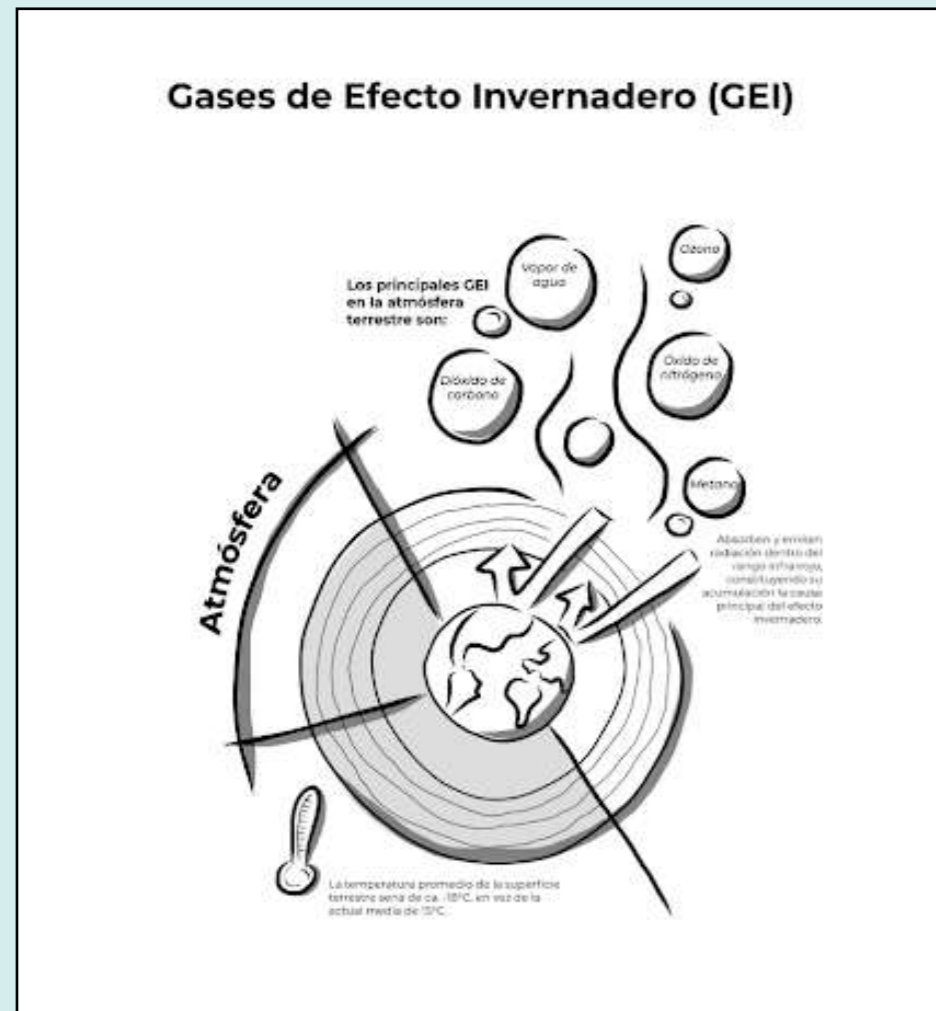 Gases de Efecto Invernadero (GEI)
Los principales GEI
en la atmósfera
terrestre son:
Vapor de
agua
Ozono
Dióxido de
carbono
Óxido de
nitrógeno
Metano
Atmósfera
Absorben y emiten
radiación dentro del
rango infrarrojo,
constituyendo su
acumulación la causa
principal del efecto
invernadero.
La temperatura promedio de la superficie
terrestre sería de ca. -18°C, en vez de la
actual media de 15°C.